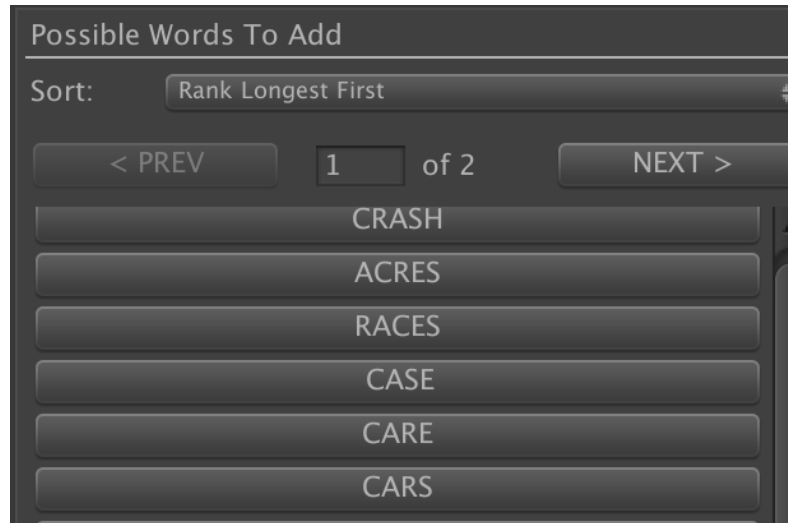 Possible Words To Add
Sort: Rank Longest First
< PREV 1 of 2 NEXT >
CRASH
ACRES
RACES
CASE
CARE
CARS